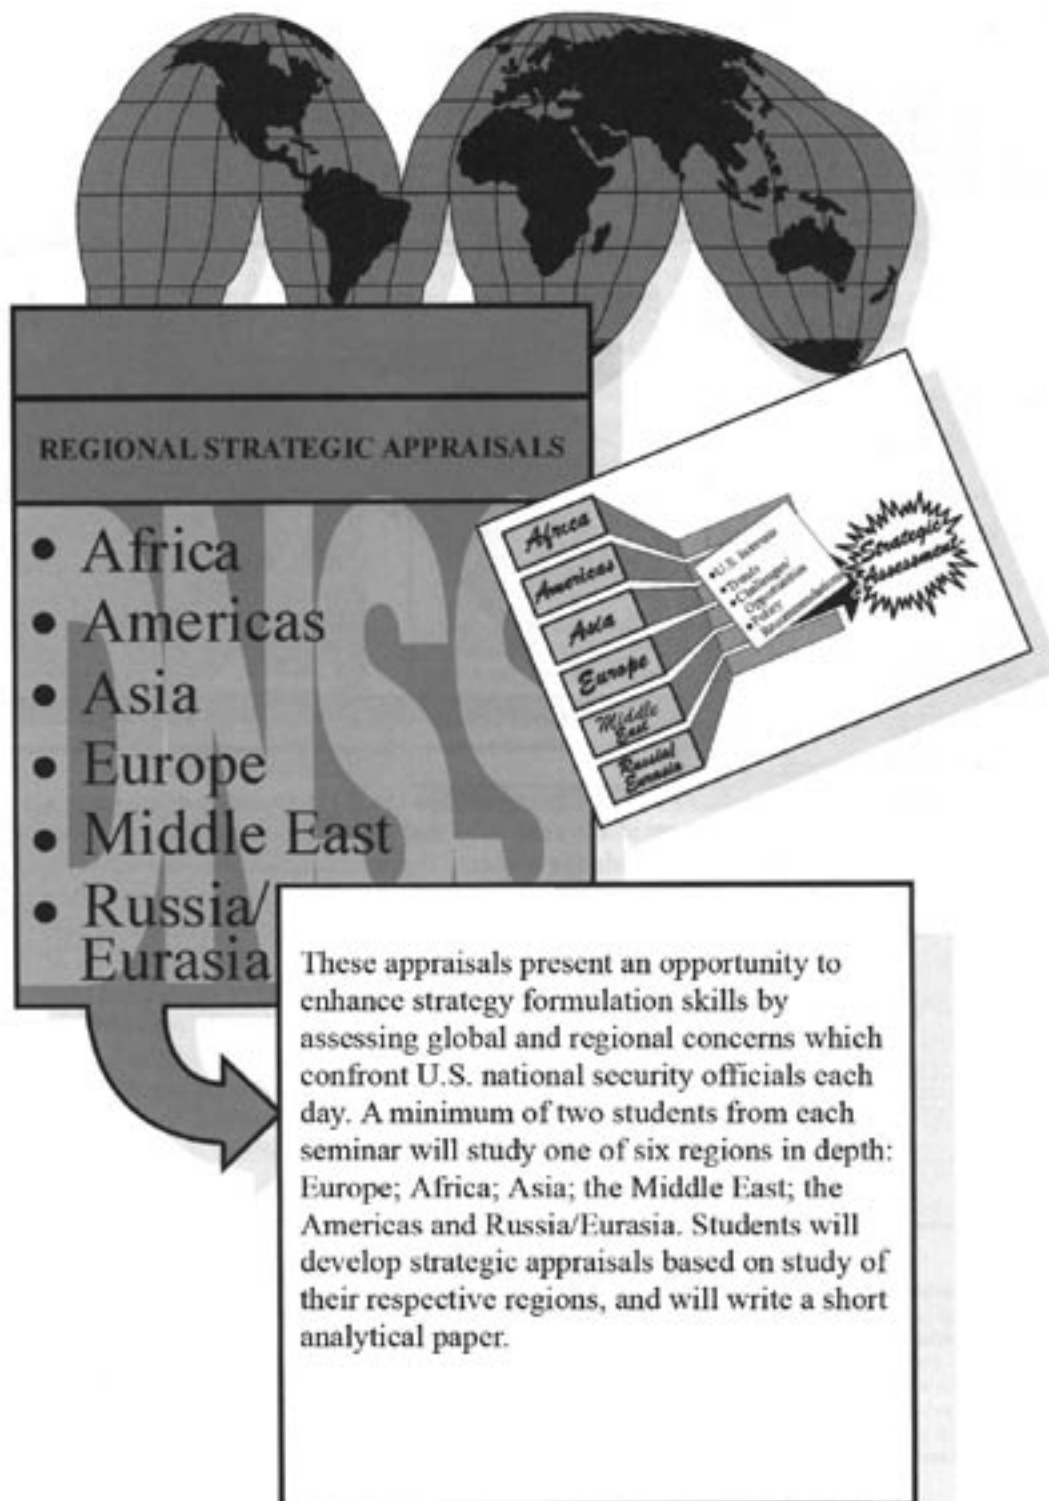 REGIONAL STRATEGIC APPRAISALS
DNSS
• Africa
• Americas
• Asia
• Europe
• Middle East
• Russia/
Eurasia
Africa
Americas
Asia
Europe
Middle
East
Russia/
Eurasia
•U.S. Interests
•Trends
•Challenges/
Opportunities
•Policy
Recommendations
Strategic
Assessment
These appraisals present an opportunity to
enhance strategy formulation skills by
assessing global and regional concerns which
confront U.S. national security officials each
day. A minimum of two students from each
seminar will study one of six regions in depth:
Europe; Africa; Asia; the Middle East; the
Americas and Russia/Eurasia. Students will
develop strategic appraisals based on study of
their respective regions, and will write a short
analytical paper.